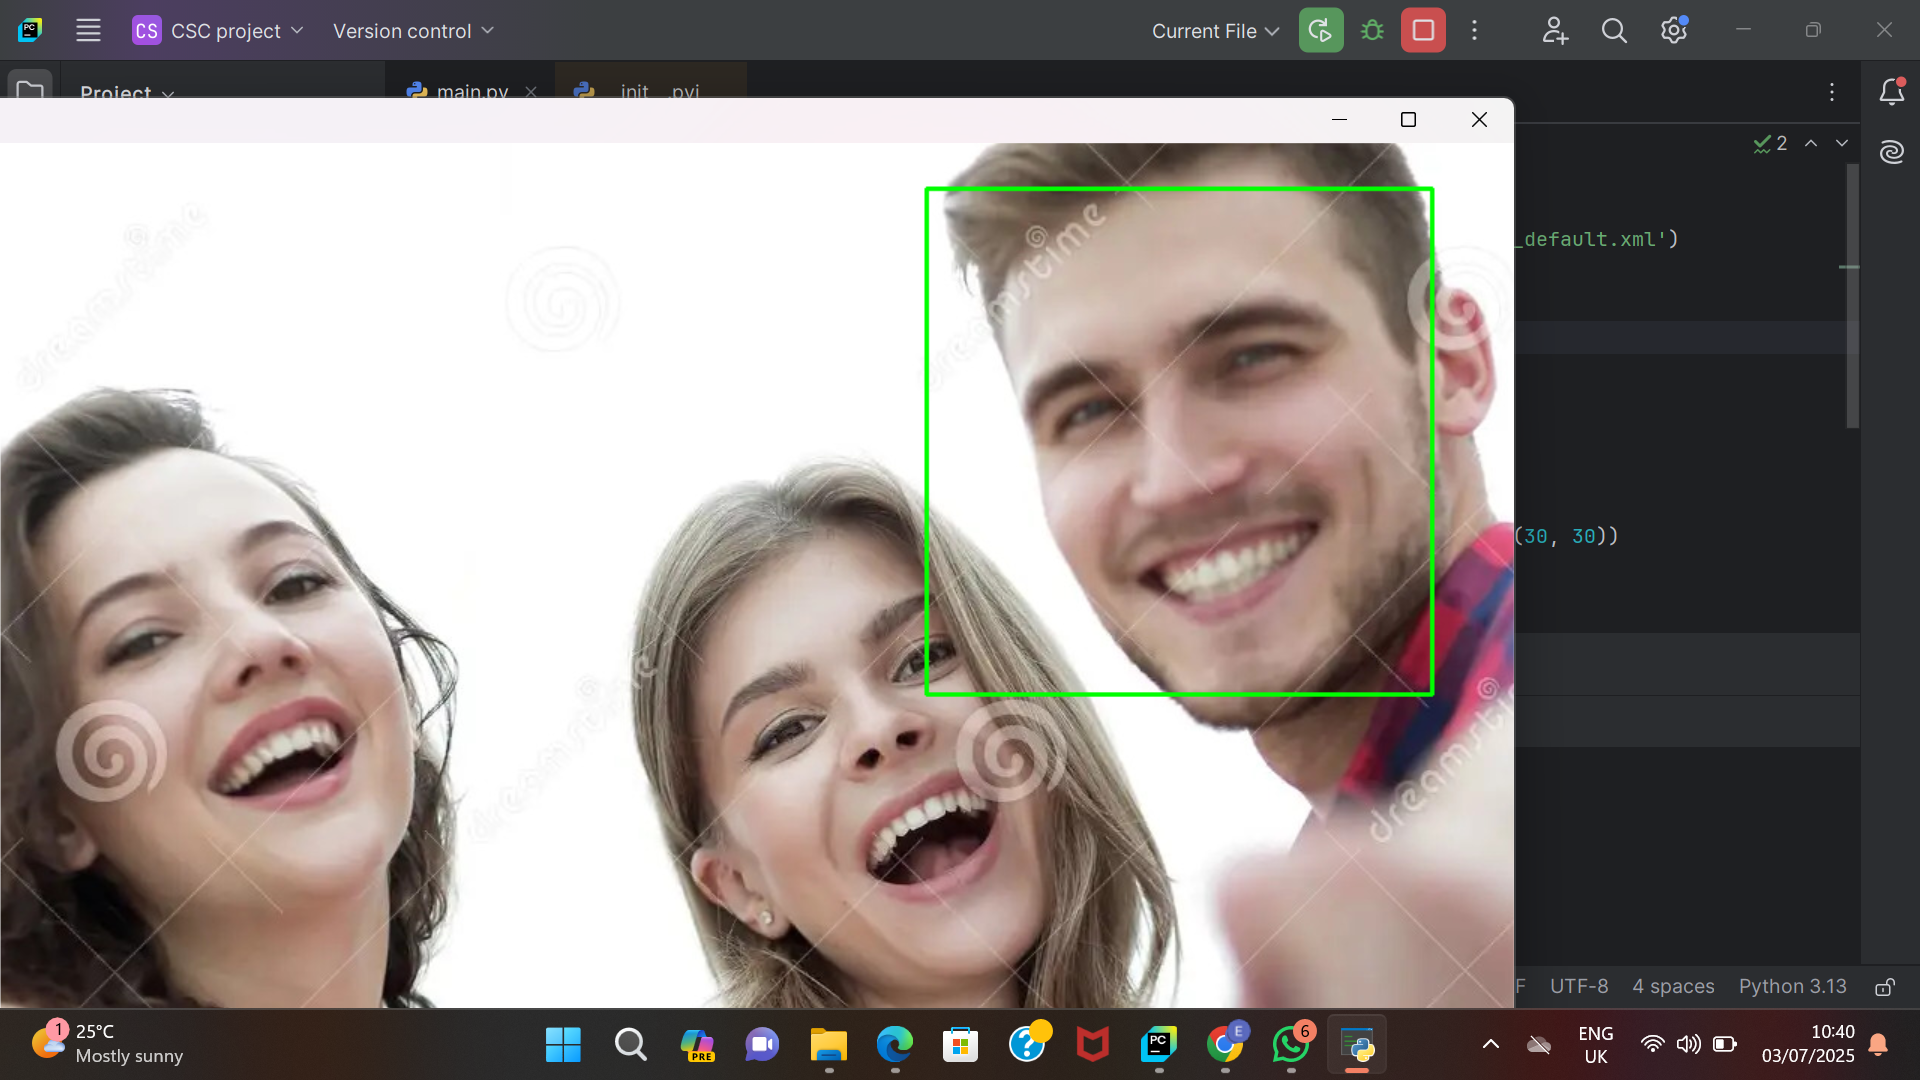 PC
CS CSC project
Version control
Current File
Project
main.py
__init__.pyi
2
_default.xml')
dreamstime
dreamstime
dreamstime
(30, 30))
dreamstime
F UTF-8 4 spaces Python 3.13
1 25°C
Mostly sunny
PRE
PC
E
6
ENG
UK
10:40
03/07/2025